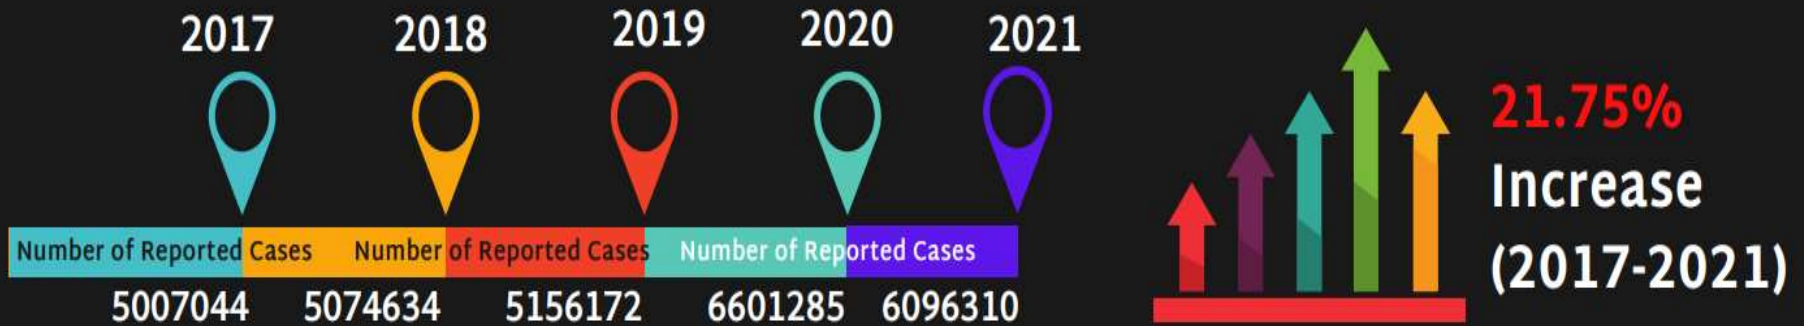 2017 2018 2019 2020 2021
Number of Reported Cases Number of Reported Cases Number of Reported Cases
5007044 5074634 5156172 6601285 6096310
21.75%
Increase
(2017-2021)